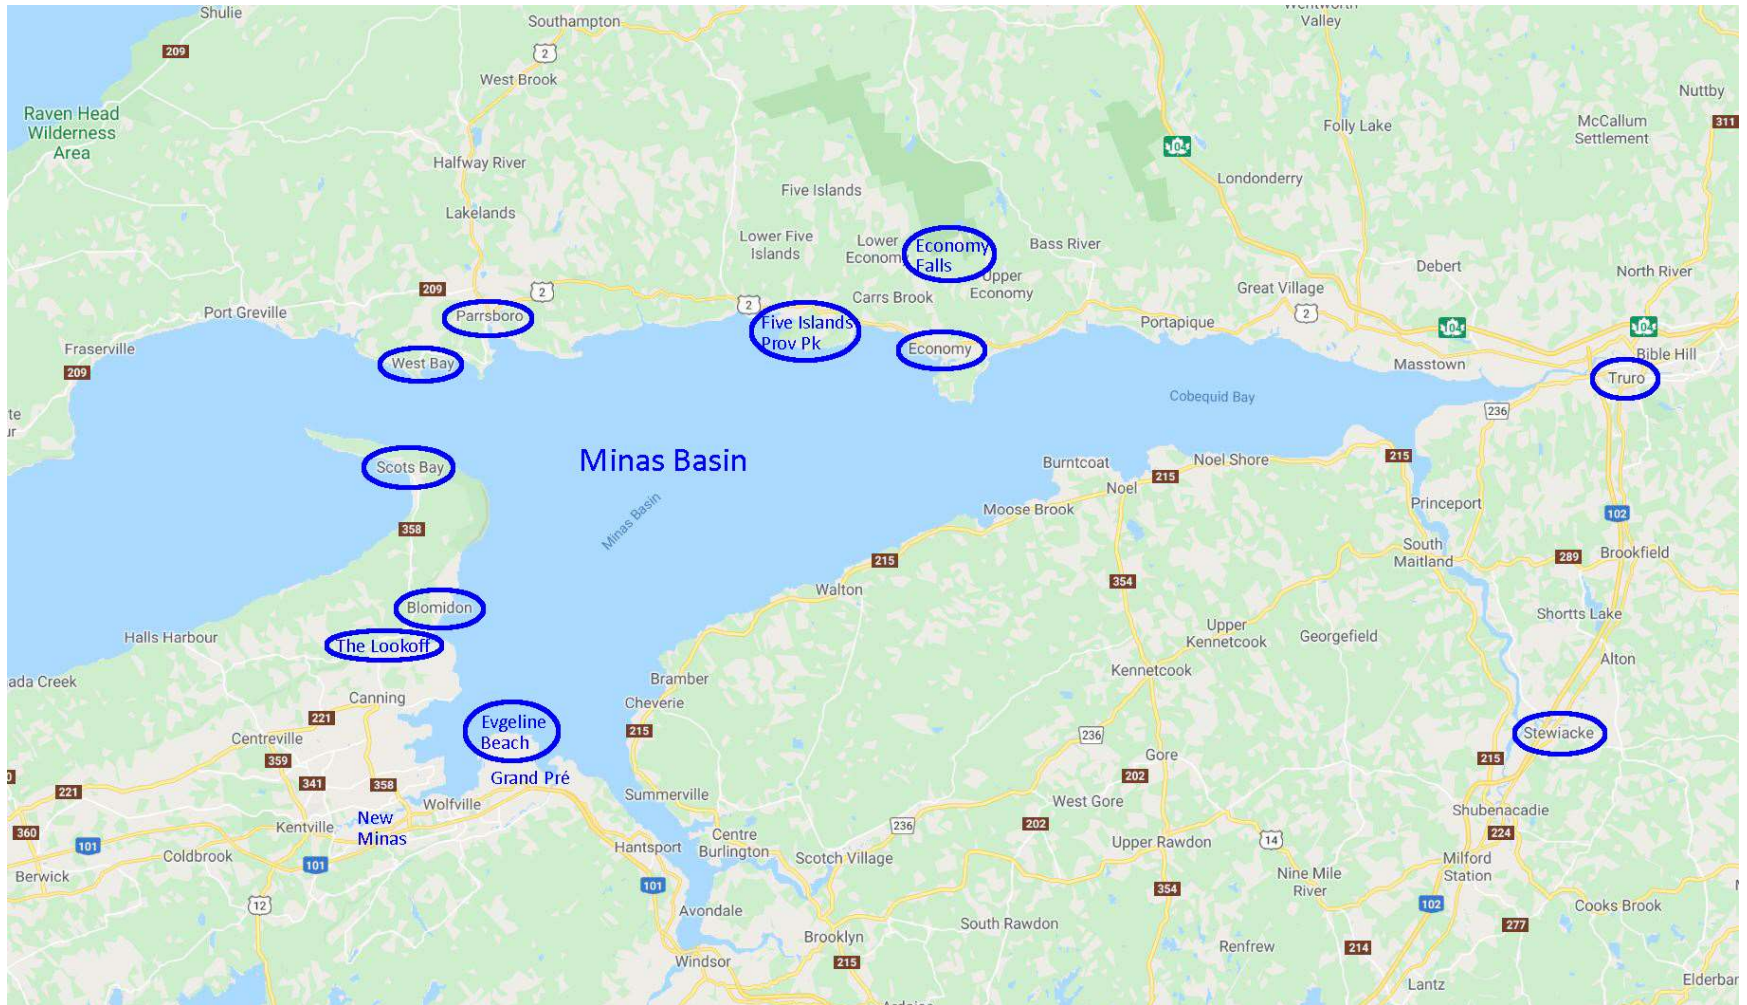 Shulie
Southampton
Wentworth
Valley
209
2
West Brook
Nuttby
Raven Head
Wilderness
Area
Folly Lake
McCallum
Settlement
311
104
Halfway River
Londonderry
Five Islands
Lakelands
Lower Five
Islands
Lower
Economy
Economy
Falls
Bass River
Upper
Economy
Debert
North River
209
2
Port Greville
Parrsboro
2
Carrs Brook
Great Village
2
Five Islands
Prov Pk
Portapique
104
104
Fraserville
209
West Bay
Economy
Masstown
Bible Hill
Truro
Cobequid Bay
236
Scots Bay
Minas Basin
Burntcoat
215
Noel Shore
215
Noel
Princeport
Minas Basin
Moose Brook
358
102
215
354
South
Maitland
289
Brookfield
Walton
Blomidon
Shortts Lake
Halls Harbour
The Lookoff
Upper
Kennetcook
Georgefield
Alton
ada Creek
Bramber
Kennetcook
Canning
Cheverie
221
Evgeline
Beach
215
236
Stewiacke
Centreville
359
Gore
215
341
358
Grand Pré
202
221
Wolfville
Summerville
West Gore
Shubenacadie
New
Minas
Kentville
360
101
Coldbrook
101
Hantsport
Centre
Burlington
236
202
Scotch Village
Upper Rawdon
14
224
Milford
Station
Berwick
101
Nine Mile
River
354
12
Avondale
102
Cooks Brook
South Rawdon
277
Brooklyn
Renfrew
214
Windsor
215
Lantz
Elderbar